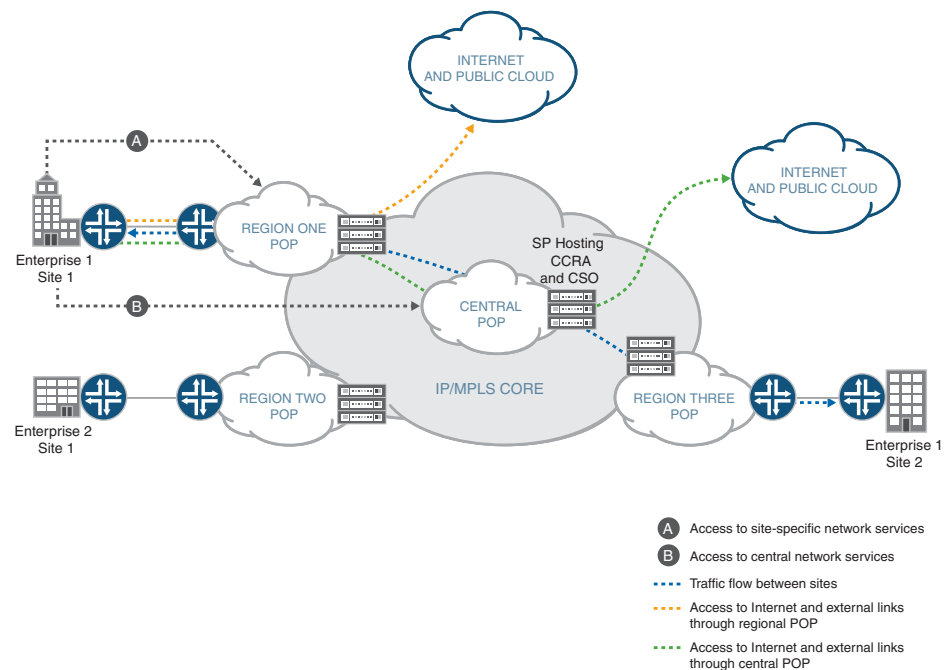 INTERNET
AND PUBLIC CLOUD
A
INTERNET
AND PUBLIC CLOUD
REGION ONE
POP
SP Hosting
CCRA
and CSO
Enterprise 1
Site 1
B
CENTRAL
POP
IP/MPLS CORE
REGION TWO
POP
REGION THREE
POP
Enterprise 2
Site 1
Enterprise 1
Site 2
A Access to site-specific network services
B Access to central network services
Traffic flow between sites
Access to Internet and external links
through regional POP
Access to Internet and external links
through central POP